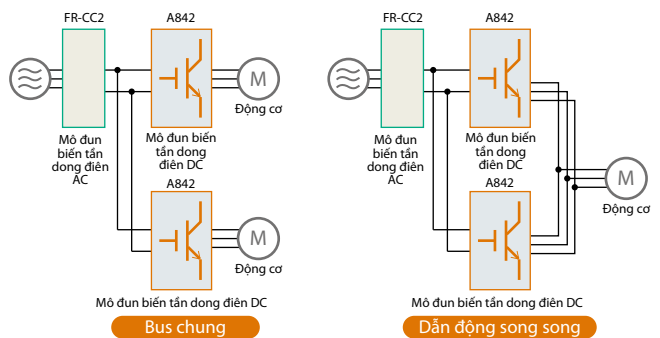 FR-CC2
A842
M
Động cơ
Mô đun
biến tần
dong điên
AC
Mô đun biến
tần dong
điên DC
A842
M
Động cơ
Mô đun biến tần dong điên DC
Bus chung
FR-CC2
A842
Mô đun
biến tần
dong điên
AC
Mô đun biến
tần dong
điên DC
A842
M
Động cơ
Mô đun biến tần dong điên DC
Dẫn động song song